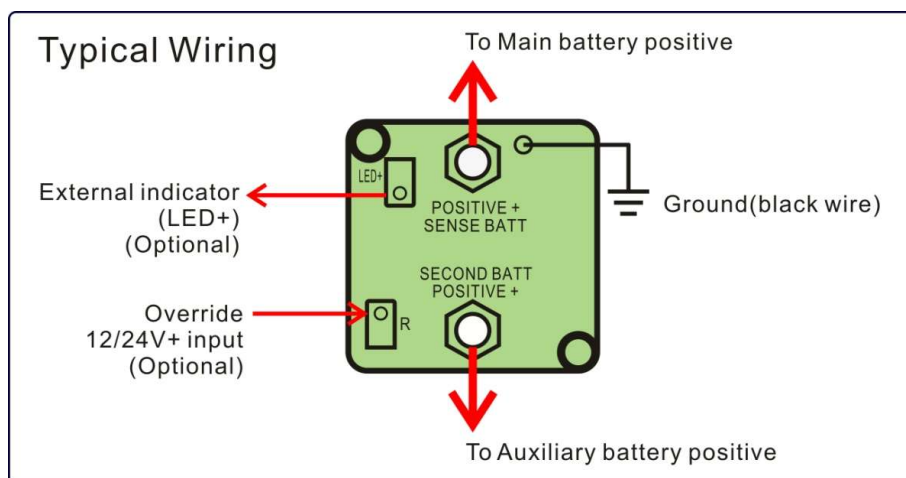 Typical Wiring
To Main battery positive
LED+
External indicator
(LED+)
(Optional)
POSITIVE +
SENSE BATT
Ground(black wire)
SECOND BATT
POSITIVE +
Override
12/24V+ input
(Optional)
R
To Auxiliary battery positive